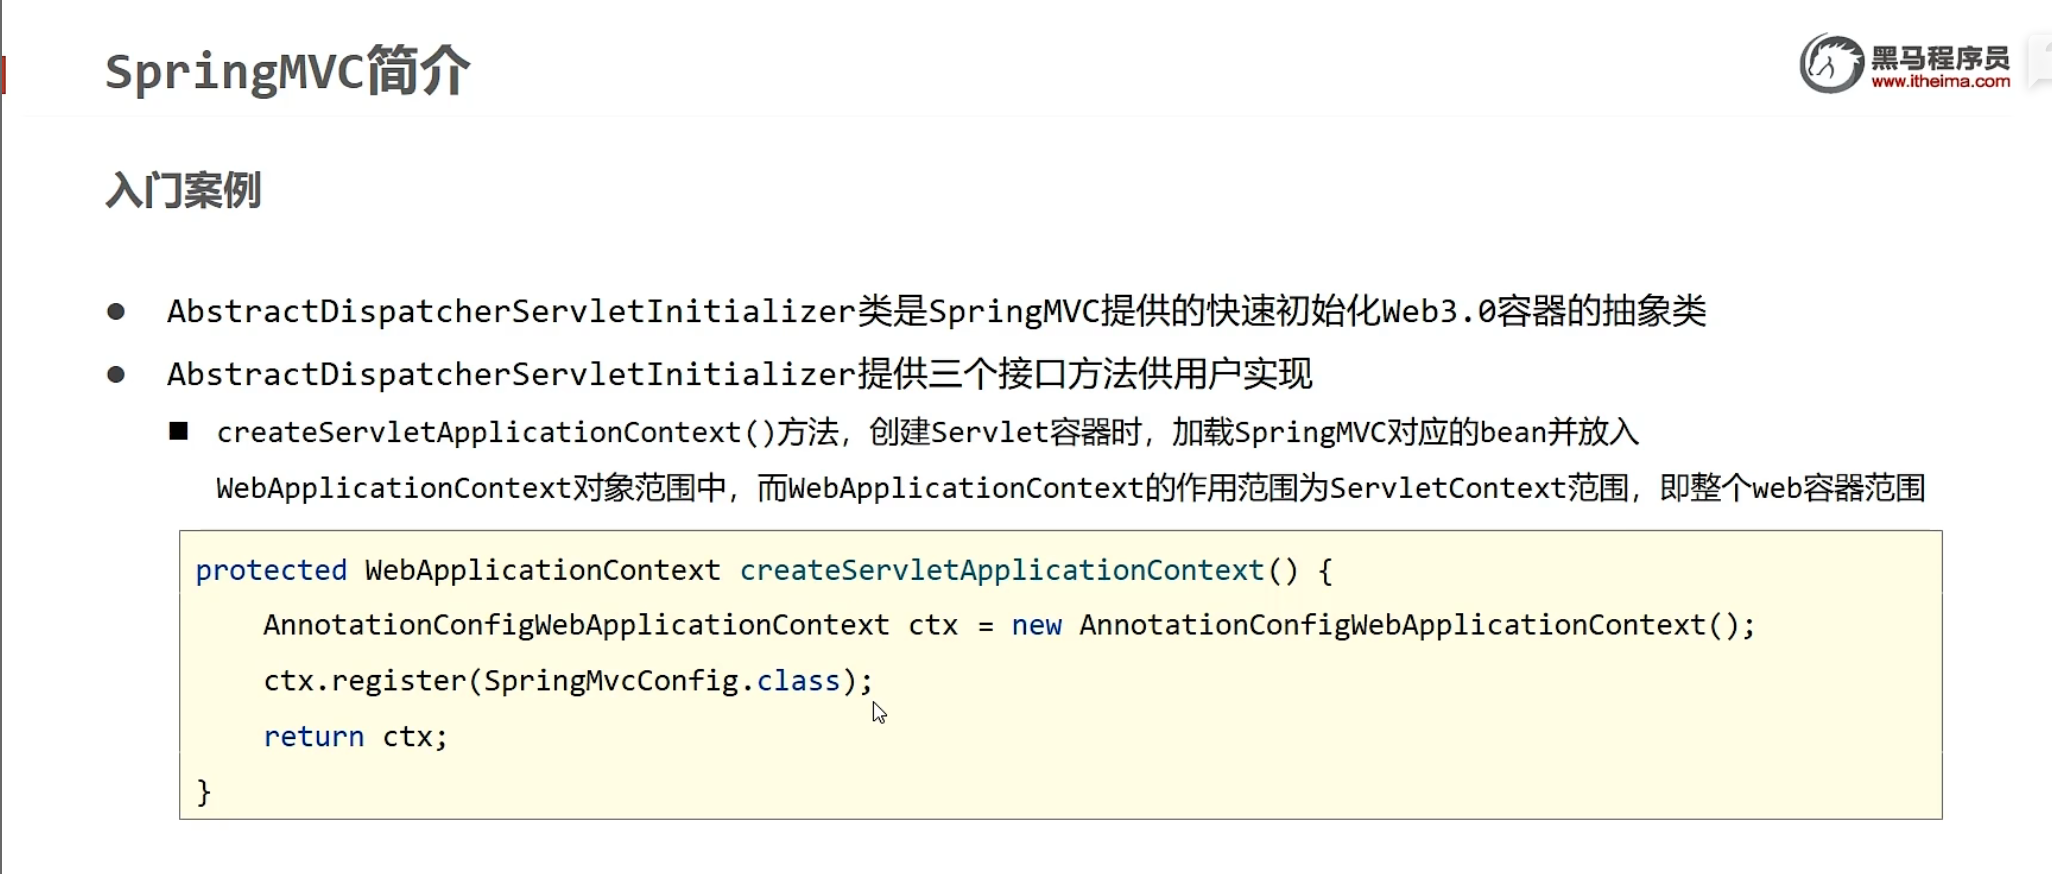 SpringMVC简介
黑马程序员
www.itheima.com
入门案例
AbstractDispatcherServletInitializer类是SpringMVC提供的快速初始化Web3.0容器的抽象类
AbstractDispatcherServletInitializer提供三个接口方法供用户实现
createServletApplicationContext()方法，创建Servlet容器时，加载SpringMVC对应的bean并放入
WebApplicationContext对象范围中，而WebApplicationContext的作用范围为ServletContext范围，即整个web容器范围
protected WebApplicationContext createServletApplicationContext() {
    AnnotationConfigWebApplicationContext ctx = new AnnotationConfigWebApplicationContext();
    ctx.register(SpringMvcConfig.class);
    return ctx;
}